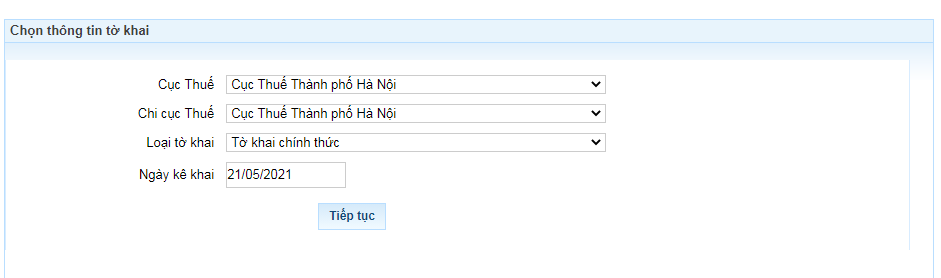 Chọn thông tin tờ khai
Cục Thuế Cục Thuế Thành phố Hà Nội
Chi cục Thuế Cục Thuế Thành phố Hà Nội
Loại tờ khai Tờ khai chính thức
Ngày kê khai 21/05/2021
Tiếp tục